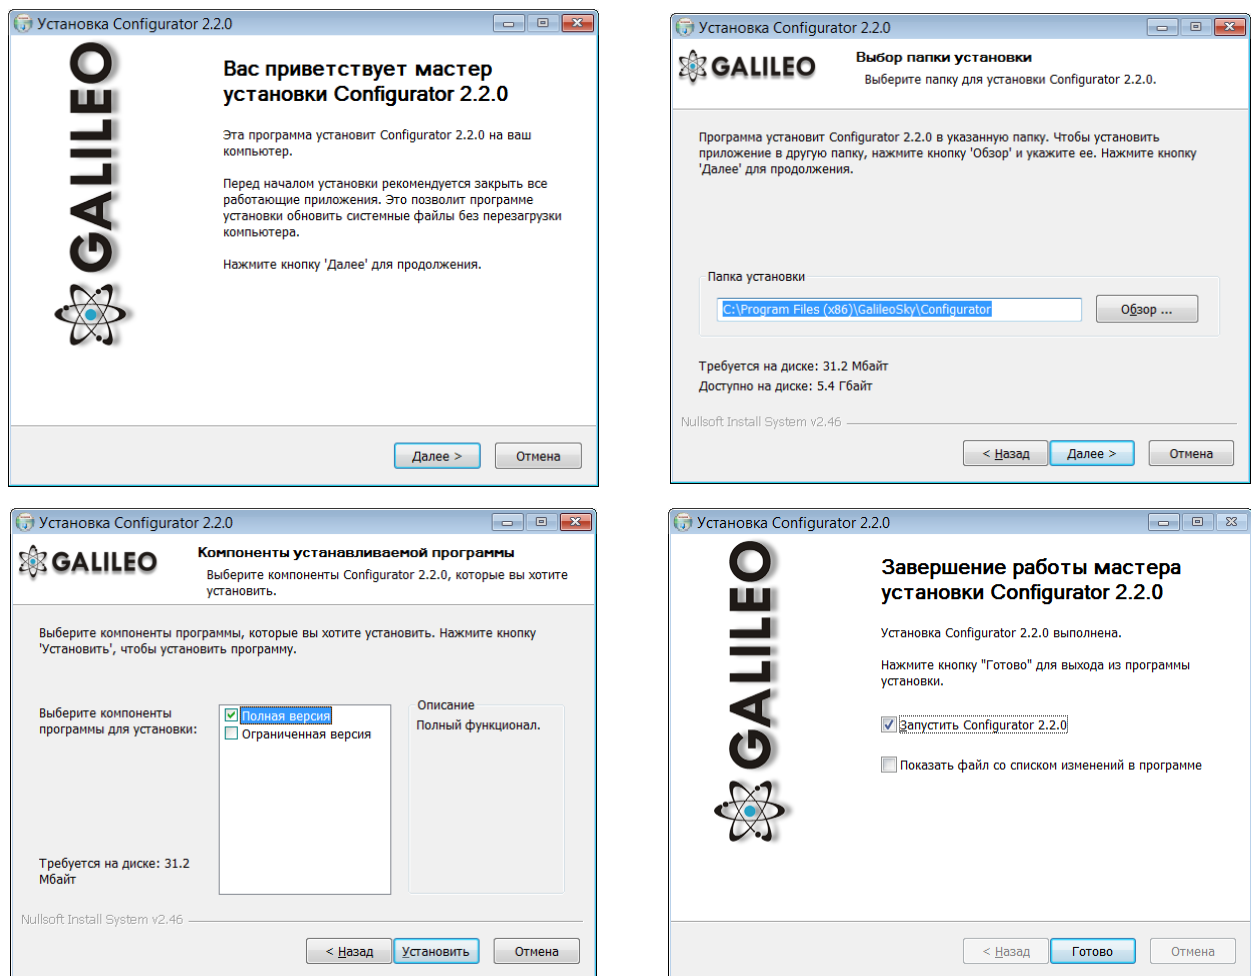 Установка Configurator 2.2.0
GALILEO
Вас приветствует мастер
установки Configurator 2.2.0
Эта программа установит Configurator 2.2.0 на ваш
компьютер.
Перед началом установки рекомендуется закрыть все
работающие приложения. Это позволит программе
установки обновить системные файлы без перезагрузки
компьютера.
Нажмите кнопку 'Далее' для продолжения.
Далее >
Отмена
Установка Configurator 2.2.0
GALILEO
Выбор папки установки
Выберите папку для установки Configurator 2.2.0.
Программа установит Configurator 2.2.0 в указанную папку. Чтобы установить
приложение в другую папку, нажмите кнопку 'Обзор' и укажите ее. Нажмите кнопку
'Далее' для продолжения.
Папка установки
C:\Program Files (x86)\GalileoSky\Configurator
Обзор ...
Требуется на диске: 31.2 Мбайт
Доступно на диске: 5.4 Гбайт
Nullsoft Install System v2.46
< Назад
Далее >
Отмена
Установка Configurator 2.2.0
GALILEO
Компоненты устанавливаемой программы
Выберите компоненты Configurator 2.2.0, которые вы хотите
установить.
Выберите компоненты программы, которые вы хотите установить. Нажмите кнопку
'Установить', чтобы установить программу.
Выберите компоненты
программы для установки:
Полная версия
Ограниченная версия
Описание
Полный функционал.
Требуется на диске: 31.2
Мбайт
Nullsoft Install System v2.46
< Назад
Установить
Отмена
Установка Configurator 2.2.0
GALILEO
Завершение работы мастера
установки Configurator 2.2.0
Установка Configurator 2.2.0 выполнена.
Нажмите кнопку "Готово" для выхода из программы
установки.
Запустить Configurator 2.2.0
Показать файл со списком изменений в программе
< Назад
Готово
Отмена